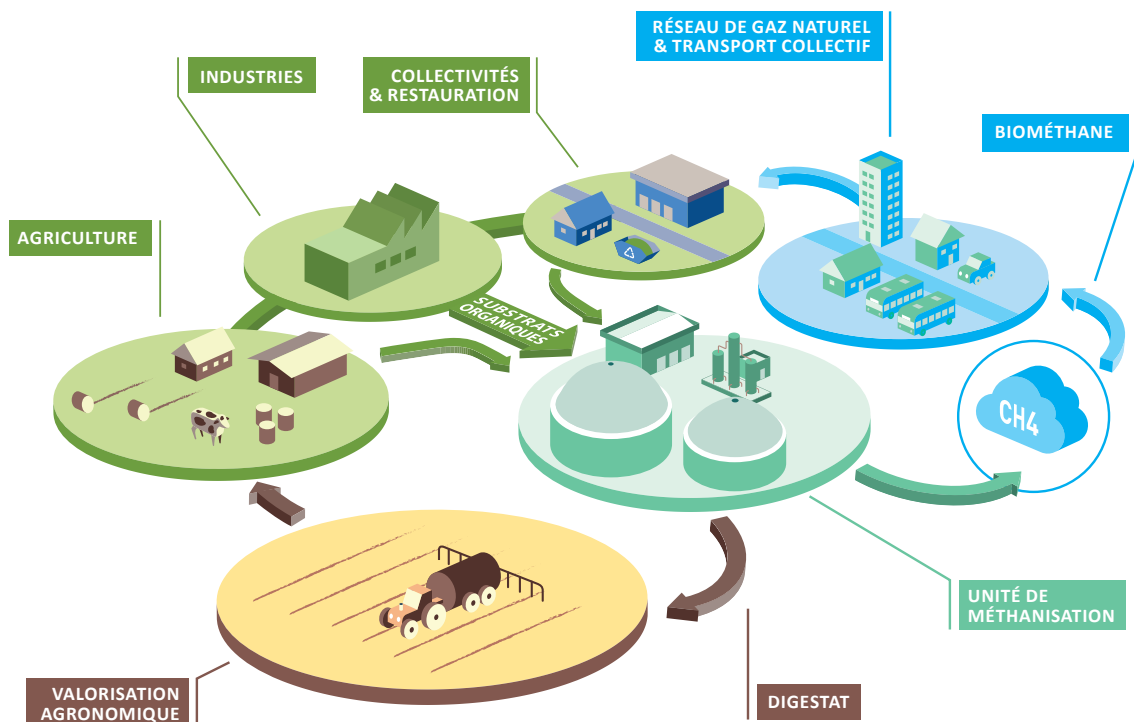 RÉSEAU DE GAZ NATUREL
& TRANSPORT COLLECTIF
INDUSTRIES
COLLECTIVITÉS
& RESTAURATION
BIOMÉTHANE
AGRICULTURE
SUBSTRATS
ORGANIQUES
CH4
UNITÉ DE
MÉTHANISATION
VALORISATION
AGRONOMIQUE
DIGESTAT